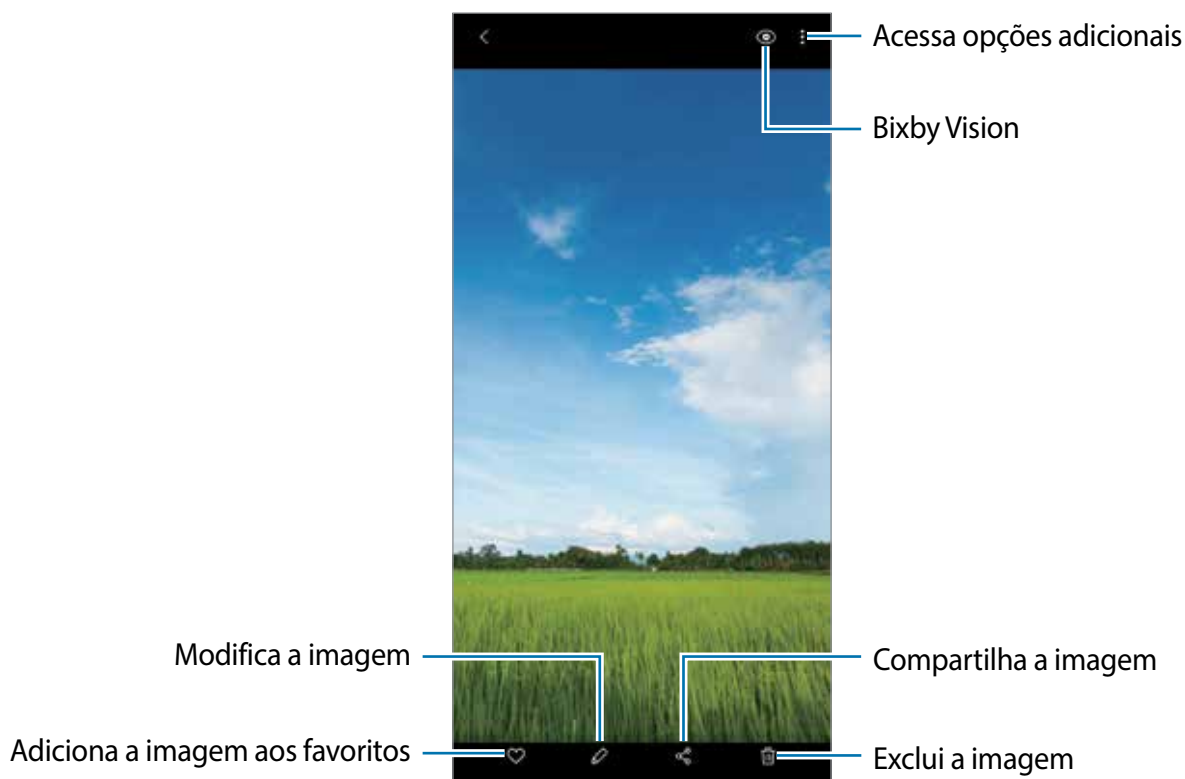 Acessa opções adicionais
Bixby Vision
Modifica a imagem
Compartilha a imagem
Adiciona a imagem aos favoritos
Exclui a imagem